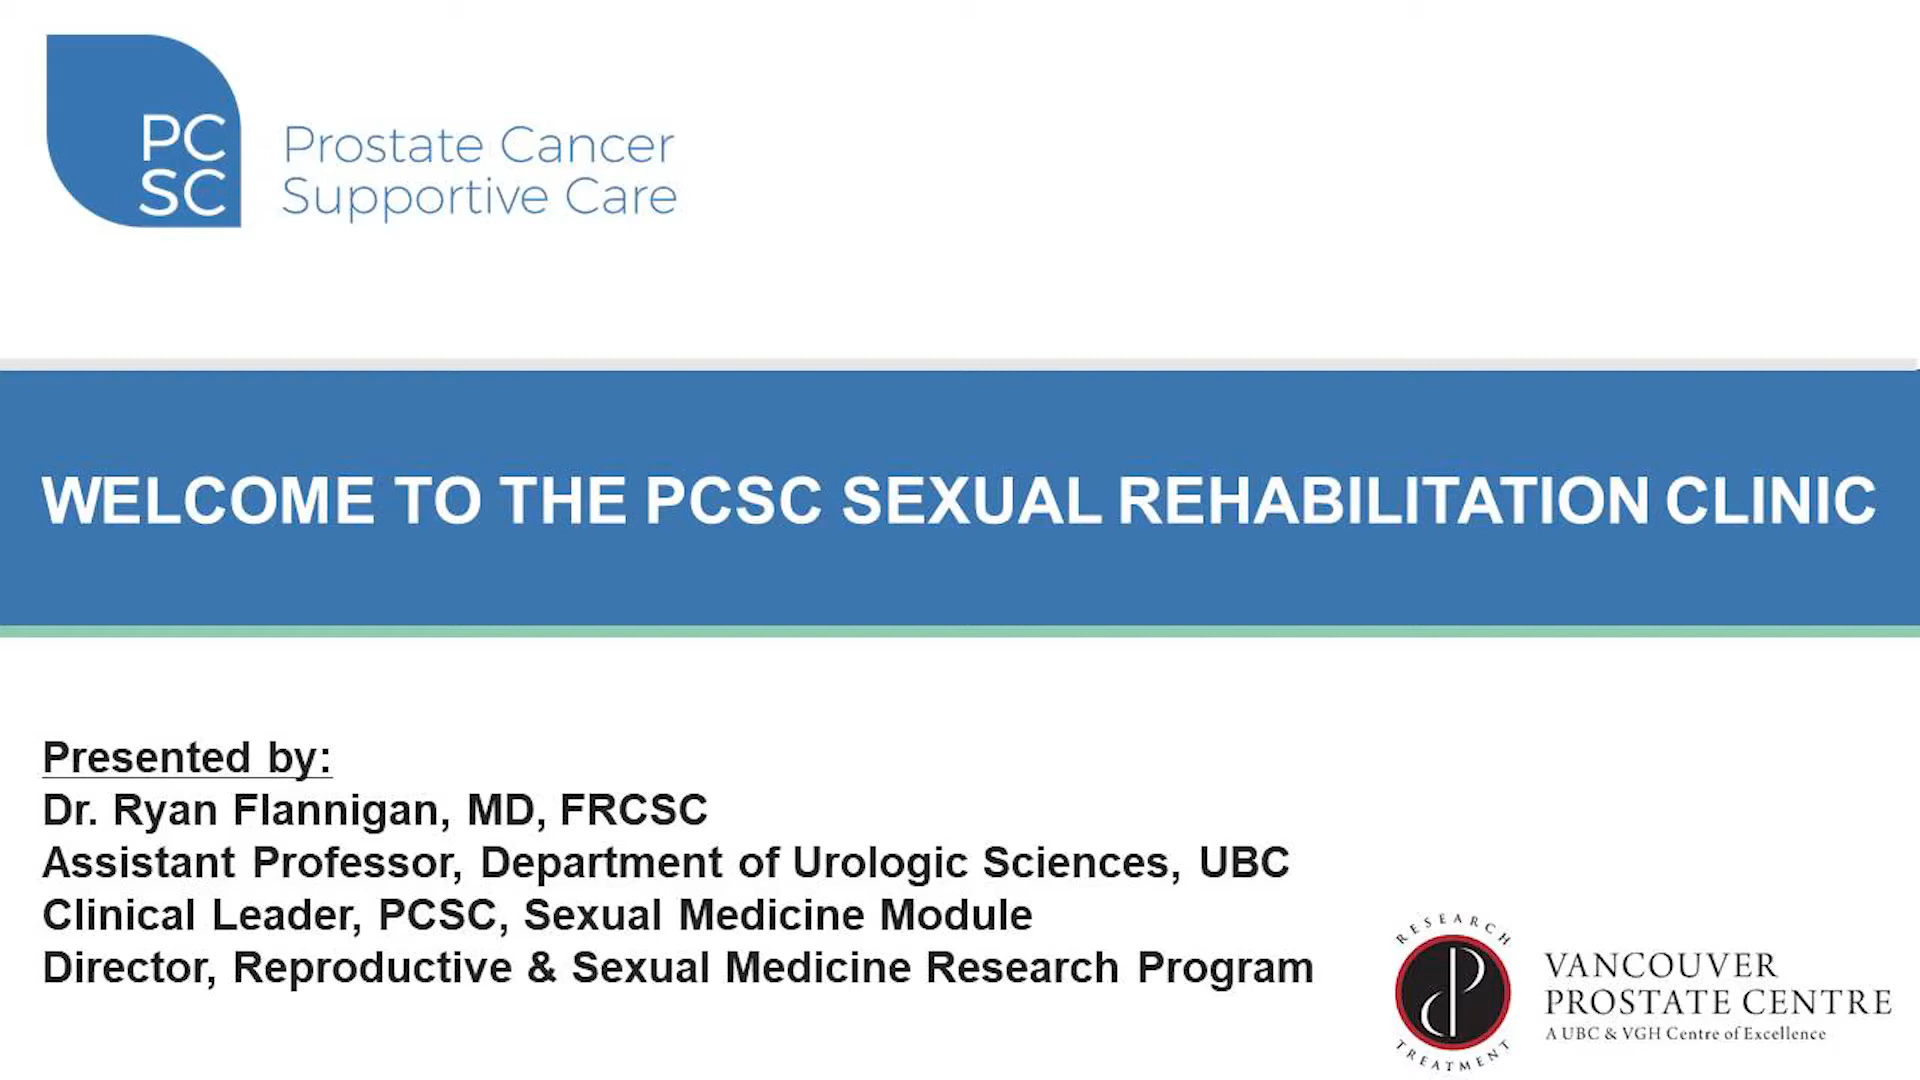 PC
SC
Prostate Cancer
Supportive Care
WELCOME TO THE PCSC SEXUAL REHABILITATION CLINIC
Presented by:
Dr. Ryan Flannigan, MD, FRCSC
Assistant Professor, Department of Urologic Sciences, UBC
Clinical Leader, PCSC, Sexual Medicine Module
Director, Reproductive & Sexual Medicine Research Program
RESEARCH
TREATMENT
VANCOUVER
PROSTATE CENTRE
A UBC & VGH Centre of Excellence